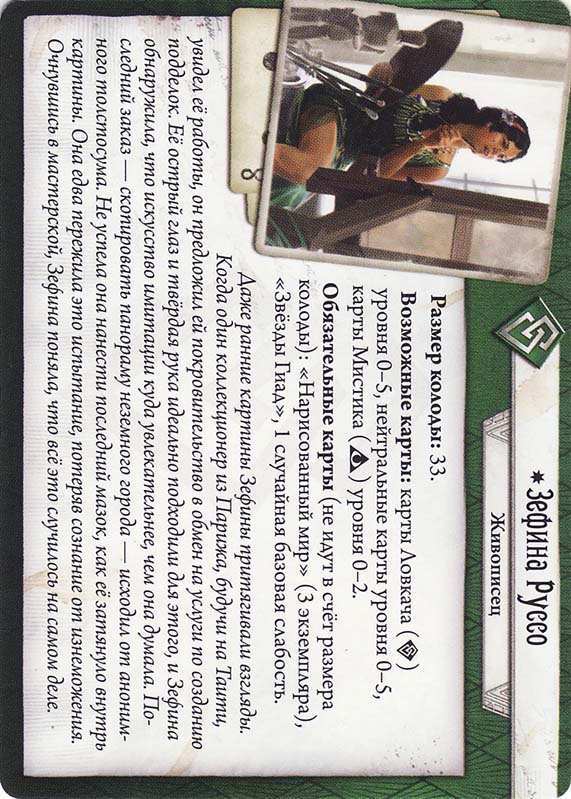 Зефина Руссо
Живописец
Размер колоды: 33.
Возможные карты: карты Ловкача ( )
уровня 0–5, нейтральные карты уровня 0–5,
карты Мистика ( ) уровня 0–2.
Обязательные карты (не идут в счёт размера
колоды): «Нарисованный мир» (3 экземпляра),
«Звёзды Гиад», 1 случайная базовая слабость.
Даже ранние картины Зефины притягивали взгляды.
Когда один коллекционер из Парижа, будучи на Таити,
увидел её работы, он предложил ей покровительство в обмен на услуги по созданию
подделок. Её острый глаз и твёрдая рука идеально подходили для этого, и Зефина
обнаружила, что искусство имитации куда увлекательнее, чем она думала. По-
следний заказ — скопировать панораму неземного города — исходил от аноним-
ного толстосума. Не успела она нанести последний мазок, как её затянуло внутрь
картины. Она едва пережила это испытание, потеряв сознание от изнеможения.
Очнувшись в мастерской, Зефина поняла, что всё это случилось на самом деле.
8